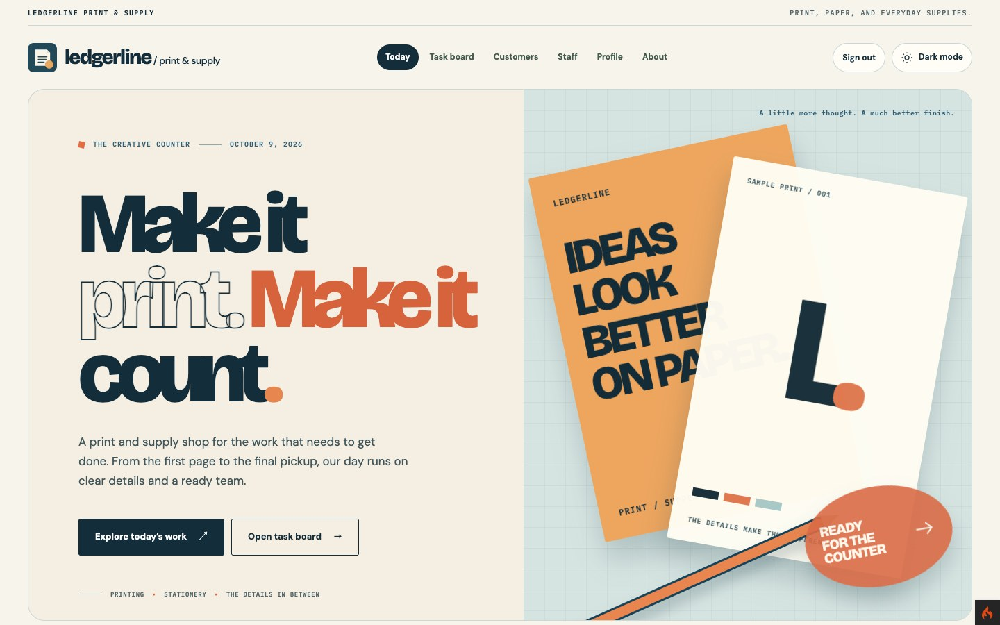 LEDGERLINE PRINT & SUPPLY
PRINT, PAPER, AND EVERYDAY SUPPLIES.
ledgerline / print & supply
Today
Task board
Customers
Staff
Profile
About
Sign out
Dark mode
THE CREATIVE COUNTER
OCTOBER 9, 2026
Make it
print. Make it
count.
A print and supply shop for the work that needs to get
done. From the first page to the final pickup, our day runs on
clear details and a ready team.
Explore today's work ↗
Open task board →
PRINTING • STATIONERY • THE DETAILS IN BETWEEN
A little more thought. A much better finish.
LEDGERLINE
IDEAS
LOOK
BETTER
ON PAPER.
PRINT /
SAMPLE PRINT / 001
L.
THE DETAILS MAKE THE
READY
FOR THE
COUNTER
→